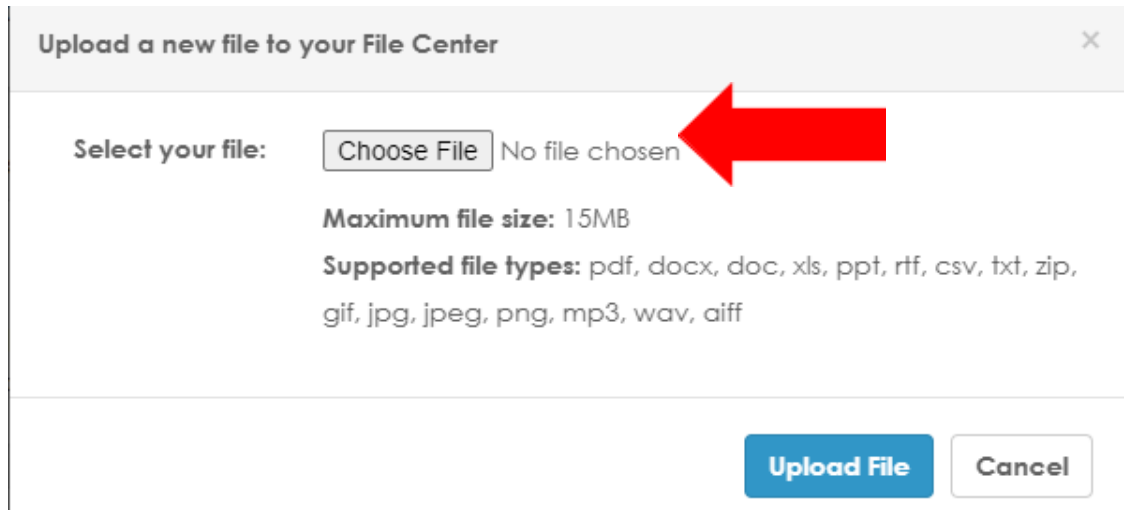 Upload a new file to your File Center ×
Select your file: Choose File No file chosen
Maximum file size: 15MB
Supported file types: pdf, docx, doc, xls, ppt, rtf, csv, txt, zip,
gif, jpg, jpeg, png, mp3, wav, aiff
Upload File Cancel